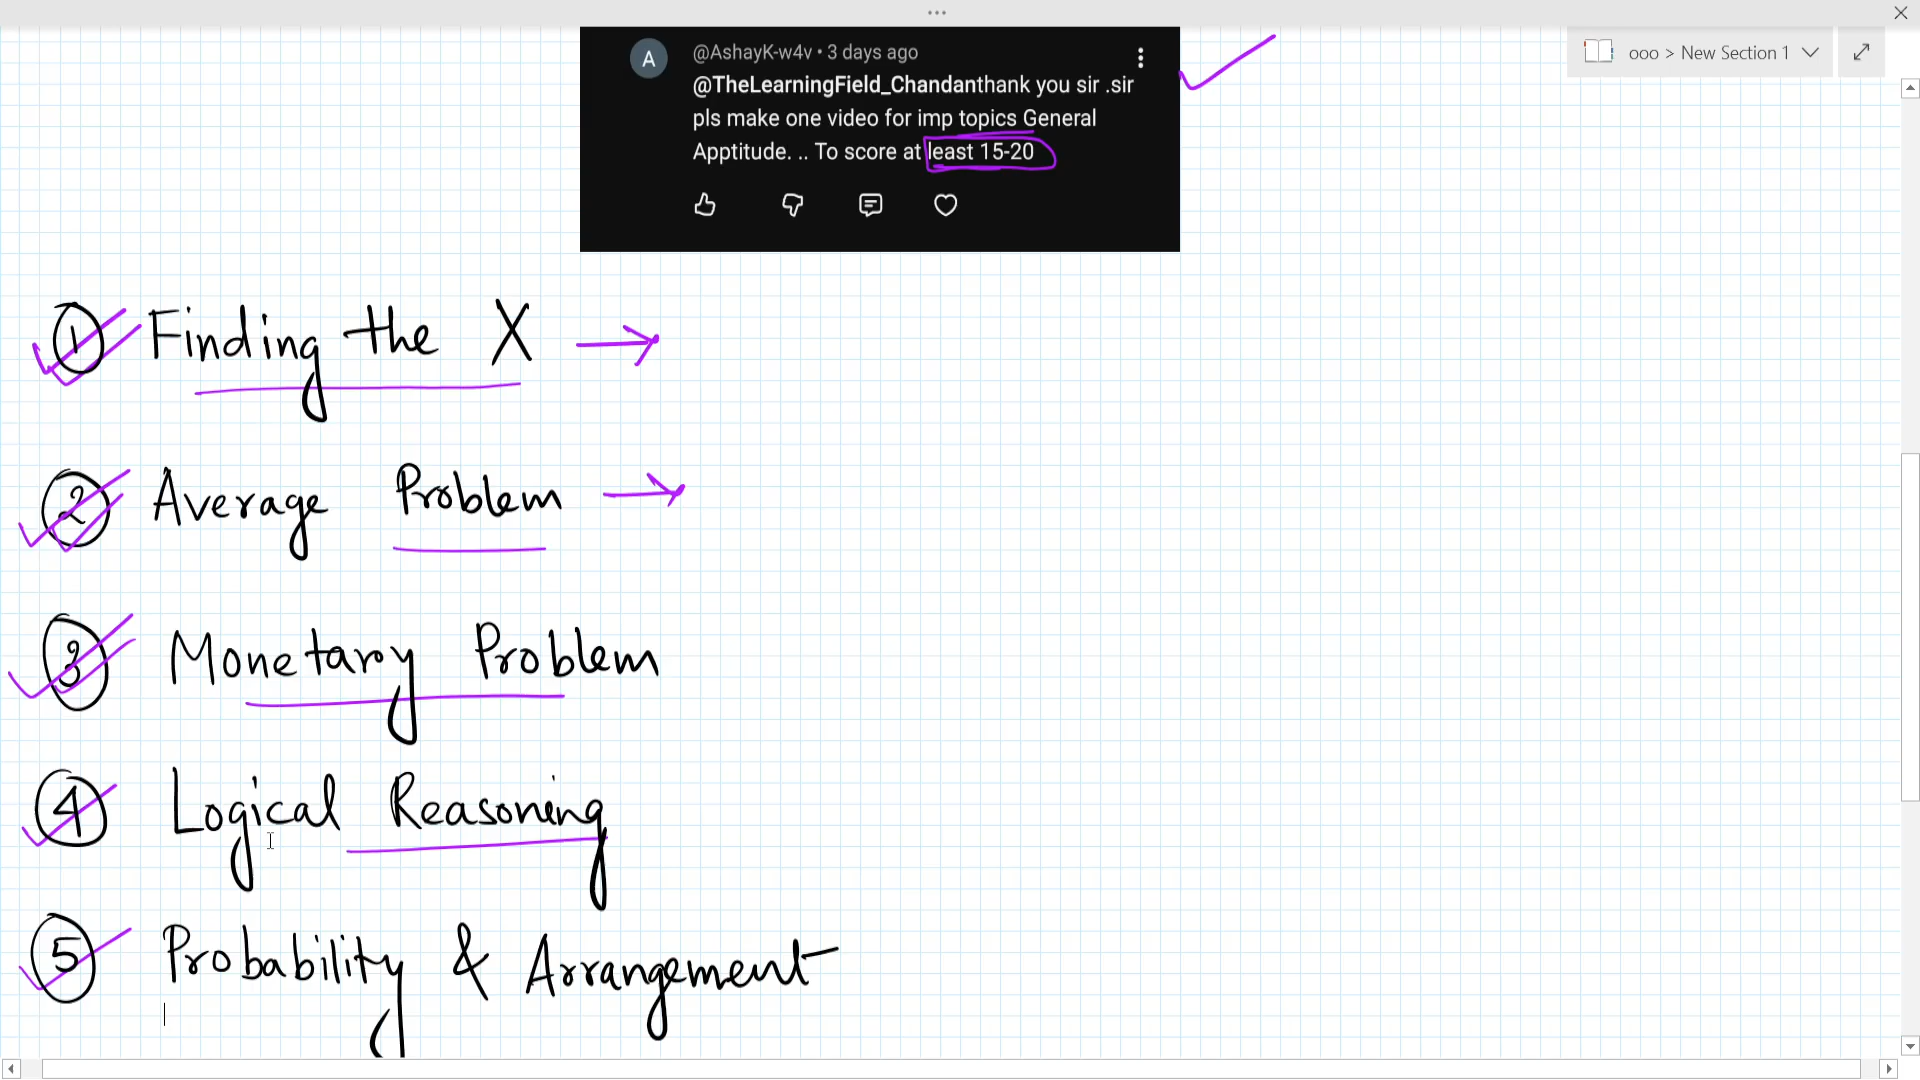 ooo > New Section 1
A
@AshayK-w4v • 3 days ago
@TheLearningField_Chandanthank you sir .sir
pls make one video for imp topics General
Apptitude. .. To score at least 15-20
① Finding the X →
② Average Problem →
③ Monetary Problem
④ Logical Reasoning
⑤ Probability & Arrangement